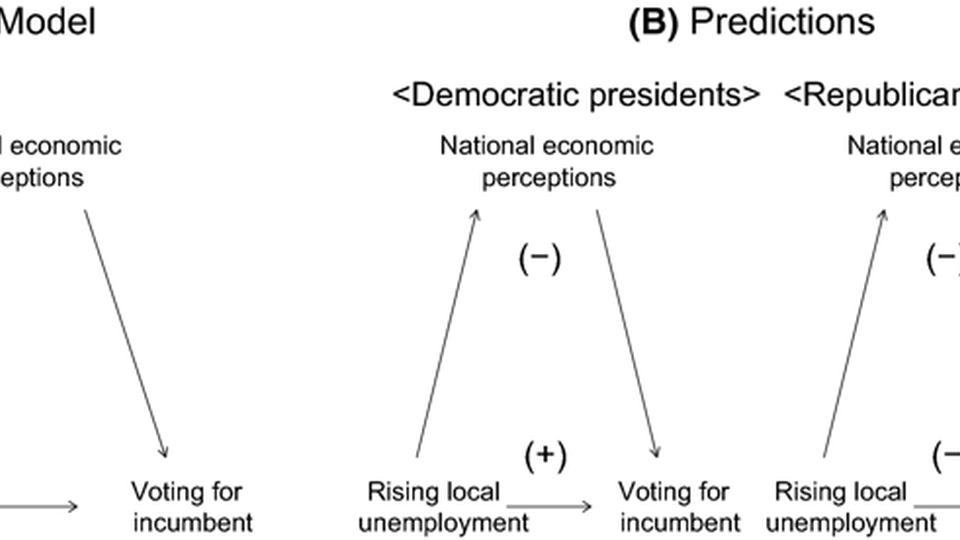 Model
(B) Predictions
<Democratic presidents>
<Republican
l economic
eptions
National economic
perceptions
National e
percep
(−)
(−)
(+)
(−
Voting for
incumbent
Rising local
unemployment
Voting for
incumbent
Rising local
unemployment